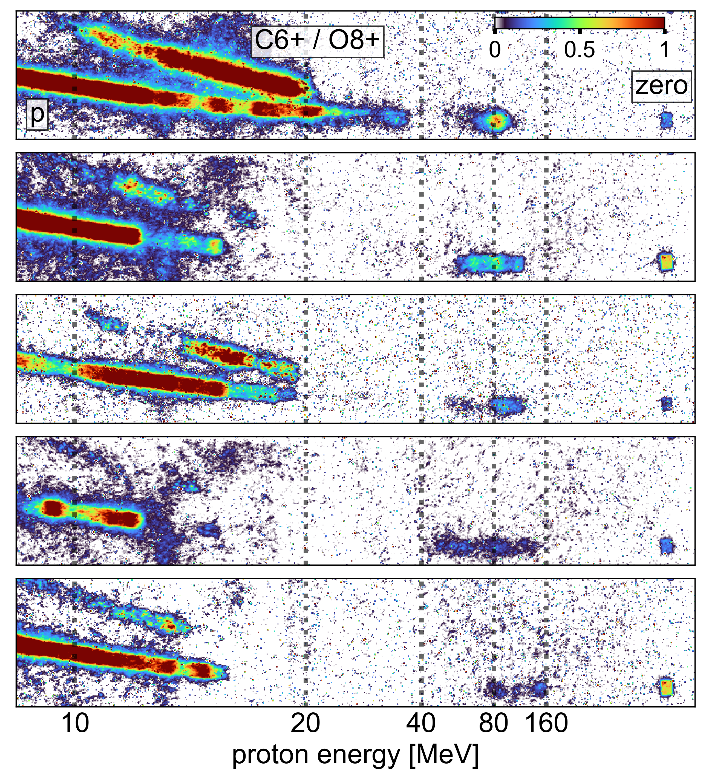 C6+ / O8+
0 0.5 1
zero
p
10 20 40 80 160
proton energy [MeV]